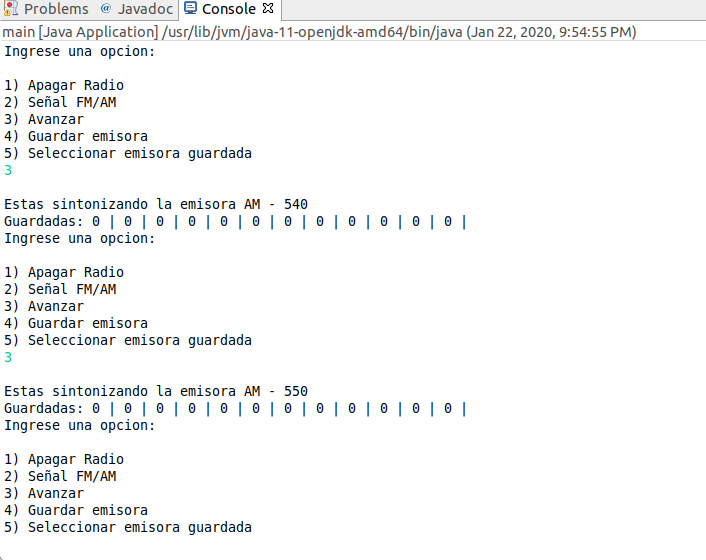 Problems @ Javadoc Console
main [Java Application] /usr/lib/jvm/java-11-openjdk-amd64/bin/java (Jan 22, 2020, 9:54:55 PM)
Ingrese una opcion:
1) Apagar Radio
2) Señal FM/AM
3) Avanzar
4) Guardar emisora
5) Seleccionar emisora guardada
3
Estas sintonizando la emisora AM - 540
Guardadas: 0 | 0 | 0 | 0 | 0 | 0 | 0 | 0 | 0 | 0 | 0 | 0 |
Ingrese una opcion:
1) Apagar Radio
2) Señal FM/AM
3) Avanzar
4) Guardar emisora
5) Seleccionar emisora guardada
3
Estas sintonizando la emisora AM - 550
Guardadas: 0 | 0 | 0 | 0 | 0 | 0 | 0 | 0 | 0 | 0 | 0 | 0 |
Ingrese una opcion:
1) Apagar Radio
2) Señal FM/AM
3) Avanzar
4) Guardar emisora
5) Seleccionar emisora guardada